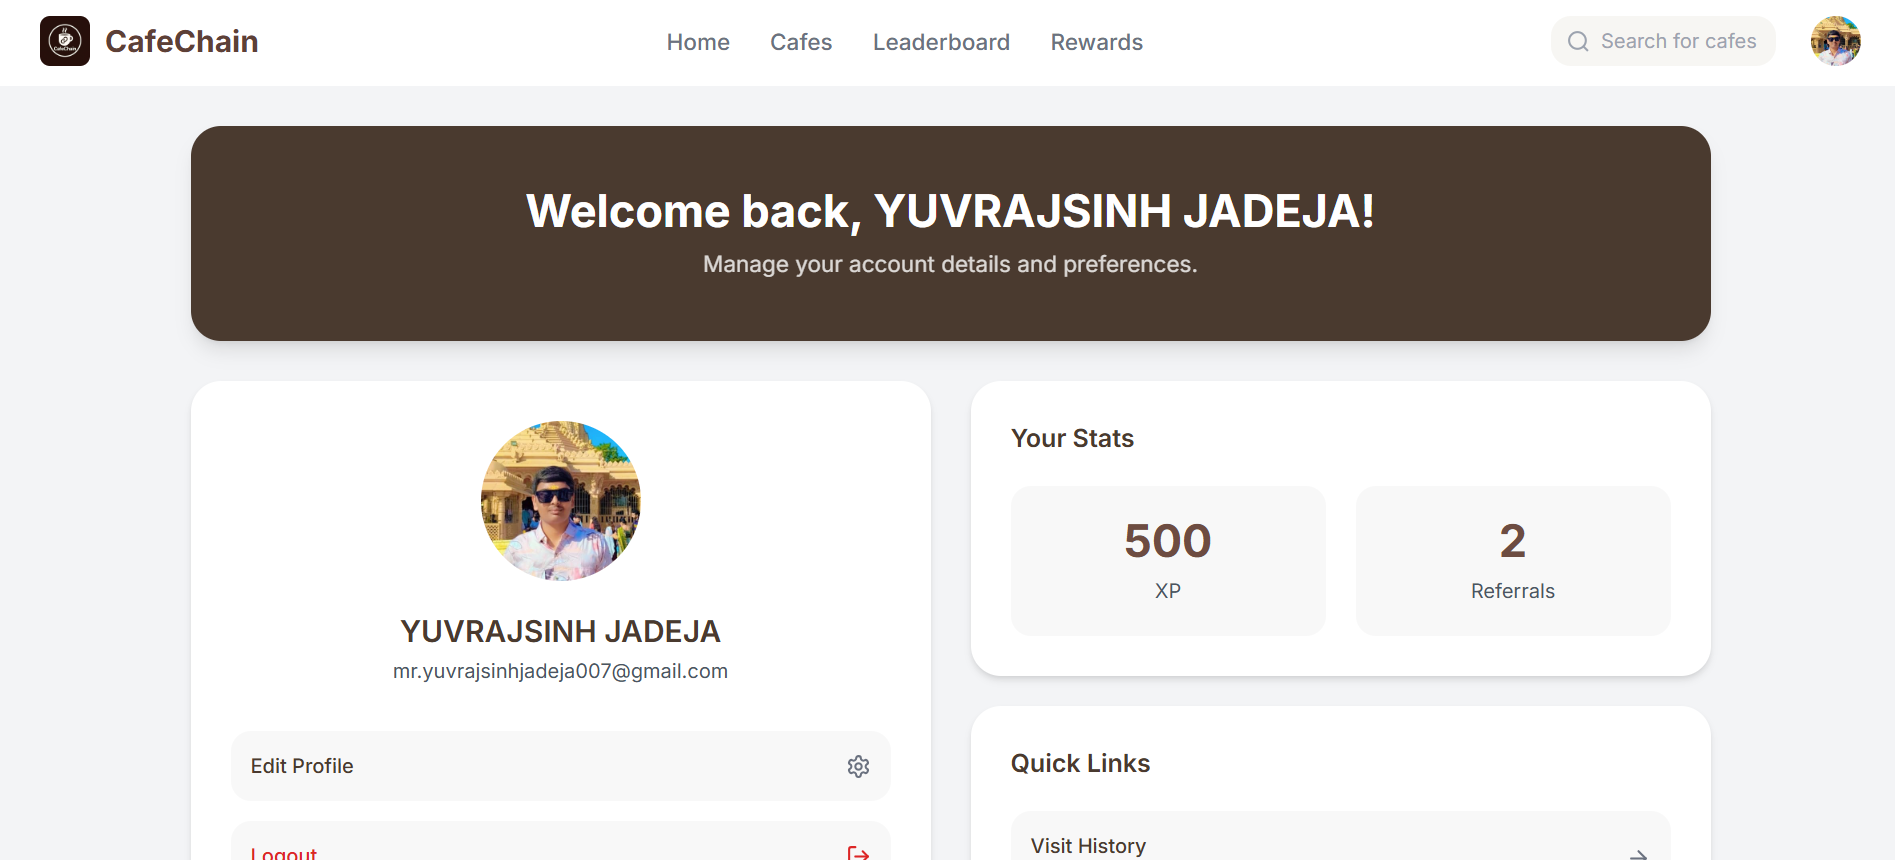 CafeChain
Home
Cafes
Leaderboard
Rewards
Search for cafes
Welcome back, YUVRAJSINH JADEJA!
Manage your account details and preferences.
YUVRAJSINH JADEJA
mr.yuvrajsinhjadeja007@gmail.com
Edit Profile
Logout
Your Stats
500
XP
2
Referrals
Quick Links
Visit History